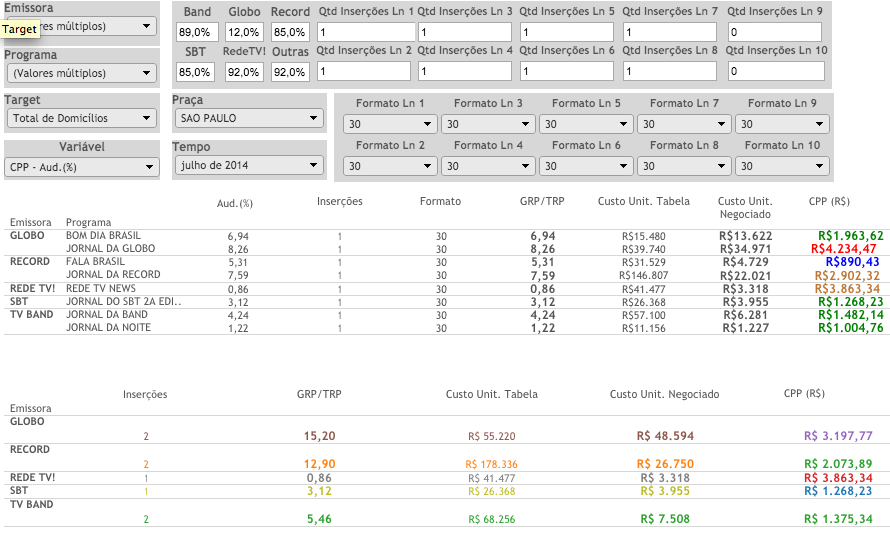 Emissora
Target
ores múltiplos)
Programa
(Valores múltiplos)
Target
Total de Domicílios
Variável
CPP - Aud.(%)
Band Globo Record
89,0% 12,0% 85,0%
SBT RedeTV! Outras
85,0% 92,0% 92,0%
Qtd Inserções Ln 1 Qtd Inserções Ln 3 Qtd Inserções Ln 5 Qtd Inserções Ln 7 Qtd Inserções Ln 9
1 1 1 1 0
Qtd Inserções Ln 2 Qtd Inserções Ln 4 Qtd Inserções Ln 6 Qtd Inserções Ln 8 Qtd Inserções Ln 10
1 1 1 1 0
Praça
SAO PAULO
Tempo
julho de 2014
Formato Ln 1 Formato Ln 3 Formato Ln 5 Formato Ln 7 Formato Ln 9
30 30 30 30 30
Formato Ln 2 Formato Ln 4 Formato Ln 6 Formato Ln 8 Formato Ln 10
30 30 30 30 30
Emissora Programa Aud.(%) Inserções Formato GRP/TRP Custo Unit. Tabela Custo Unit. Negociado CPP (R$)
GLOBO BOM DIA BRASIL 6,94 1 30 6,94 R$15.480 R$13.622 R$1.963,62
JORNAL DA GLOBO 8,26 1 30 8,26 R$39.740 R$34.971 R$4.234,47
RECORD FALA BRASIL 5,31 1 30 5,31 R$31.529 R$4.729 R$890,43
JORNAL DA RECORD 7,59 1 30 7,59 R$146.807 R$22.021 R$2.902,32
REDE TV! REDE TV NEWS 0,86 1 30 0,86 R$41.477 R$3.318 R$3.863,34
SBT JORNAL DO SBT 2A EDI.. 3,12 1 30 3,12 R$26.368 R$3.955 R$1.268,23
TV BAND JORNAL DA BAND 4,24 1 30 4,24 R$57.100 R$6.281 R$1.482,14
JORNAL DA NOITE 1,22 1 30 1,22 R$11.156 R$1.227 R$1.004,76
Inserções GRP/TRP Custo Unit. Tabela Custo Unit. Negociado CPP (R$)
Emissora
GLOBO
2 15,20 R$ 55.220 R$ 48.594 R$ 3.197,77
RECORD
2 12,90 R$ 178.336 R$ 26.750 R$ 2.073,89
REDE TV! 1 0,86 R$ 41.477 R$ 3.318 R$ 3.863,34
SBT 1 3,12 R$ 26.368 R$ 3.955 R$ 1.268,23
TV BAND
2 5,46 R$ 68.256 R$ 7.508 R$ 1.375,34